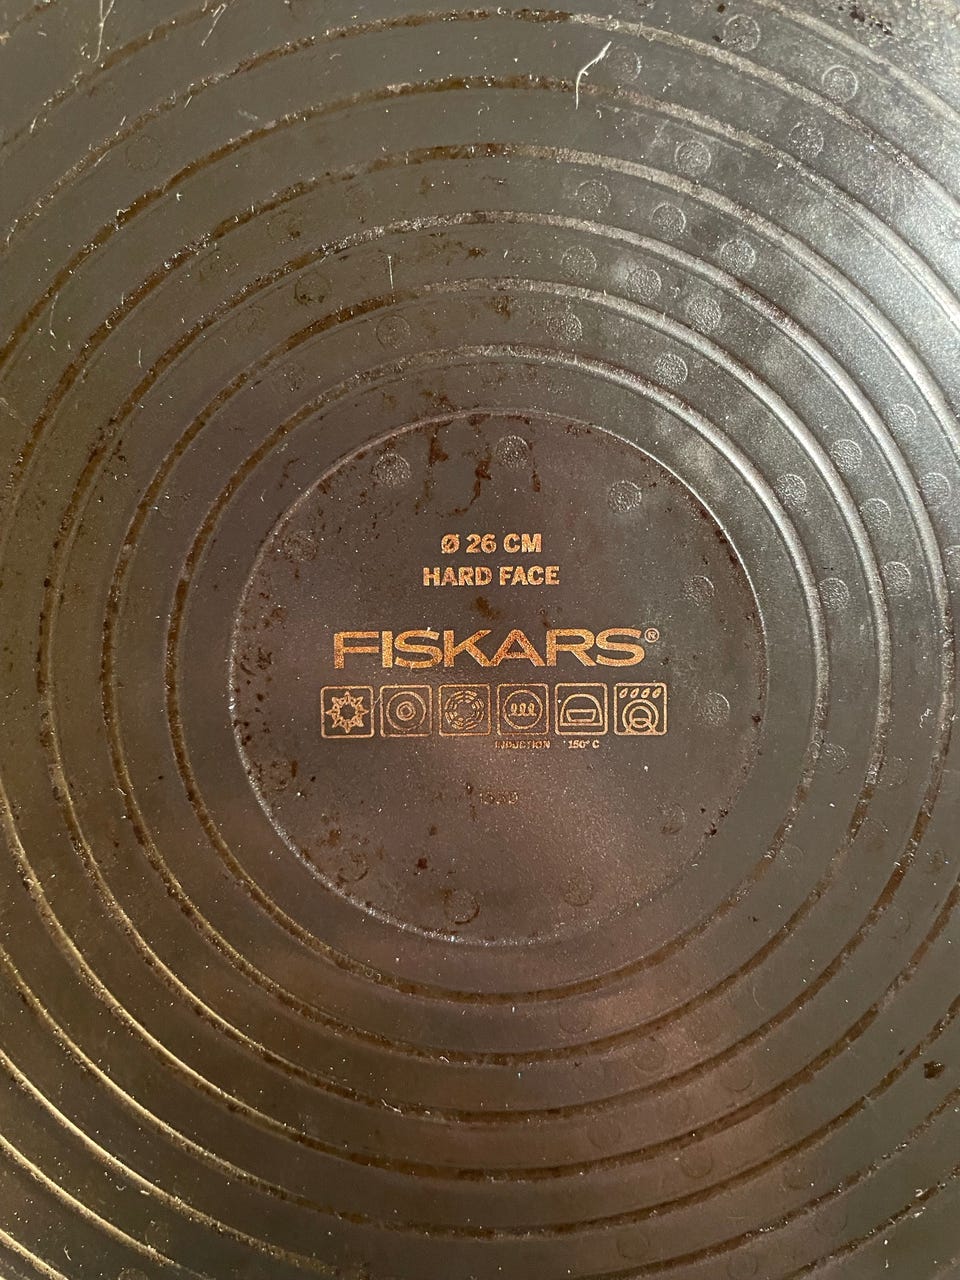 Ø 26 CM
HARD FACE
FISKARS®
INDUCTION 150° C